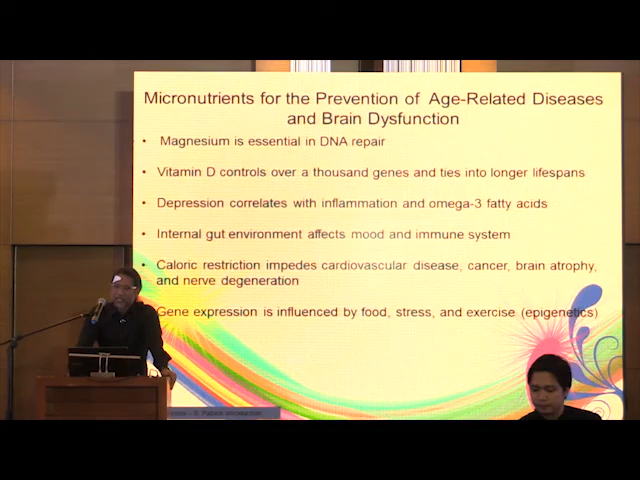 Micronutrients for the Prevention of Age-Related Diseases
and Brain Dysfunction
• Magnesium is essential in DNA repair
• Vitamin D controls over a thousand genes and ties into longer lifespans
• Depression correlates with inflammation and omega-3 fatty acids
• Internal gut environment affects mood and immune system
• Caloric restriction impedes cardiovascular disease, cancer, brain atrophy,
and nerve degeneration
• Gene expression is influenced by food, stress, and exercise (epigenetics)